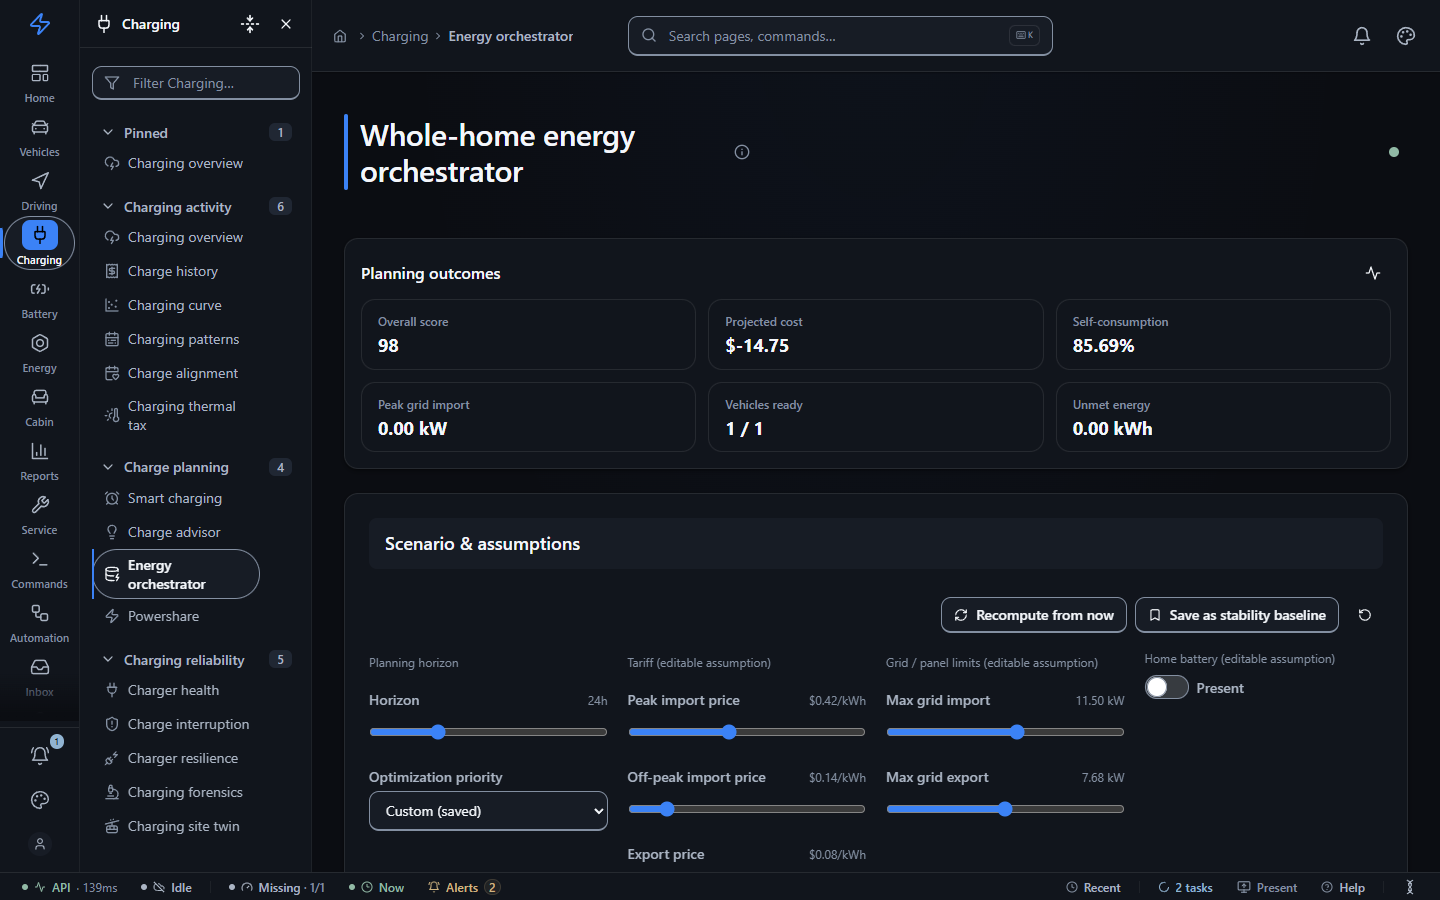 Home
Vehicles
Driving
Charging
Battery
Energy
Cabin
Reports
Service
Commands
Automation
Inbox
1
Charging
Filter Charging...
Pinned 1
Charging overview
Charging activity 6
Charging overview
Charge history
Charging curve
Charging patterns
Charge alignment
Charging thermal
tax
Charge planning 4
Smart charging
Charge advisor
Energy
orchestrator
Powershare
Charging reliability 5
Charger health
Charge interruption
Charger resilience
Charging forensics
Charging site twin
Charging > Energy orchestrator
Search pages, commands... K
Whole-home energy
orchestrator
Planning outcomes
Overall score
98
Projected cost
$-14.75
Self-consumption
85.69%
Peak grid import
0.00 kW
Vehicles ready
1 / 1
Unmet energy
0.00 kWh
Scenario & assumptions
Recompute from now
Save as stability baseline
Planning horizon
Horizon 24h
Optimization priority
Custom (saved)
Tariff (editable assumption)
Peak import price $0.42/kWh
Off-peak import price $0.14/kWh
Export price $0.08/kWh
Grid / panel limits (editable assumption)
Max grid import 11.50 kW
Max grid export 7.68 kW
Home battery (editable assumption)
Present
API · 139ms Idle Missing · 1/1 Now Alerts 2 Recent 2 tasks Present Help